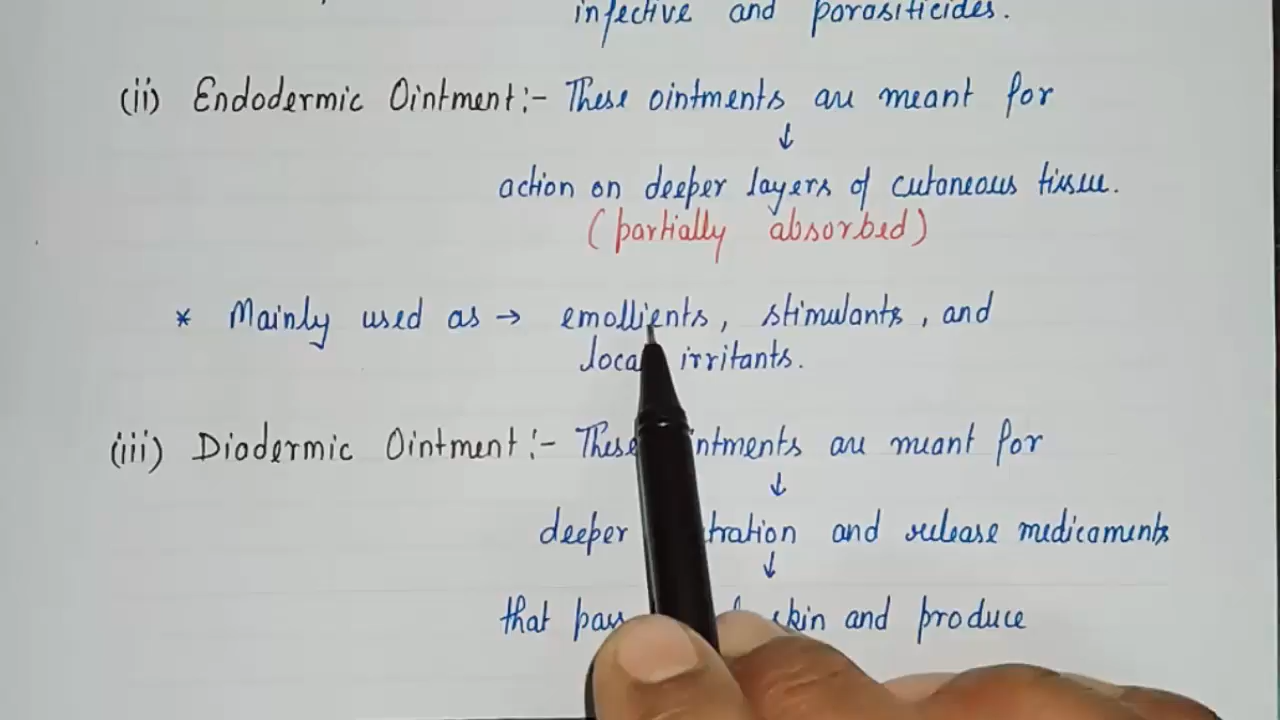 infective and parasiticides.
(ii) Endodermic Ointment:- These ointments are meant for
↓
action on deeper layers of cutaneous tissue.
(partially absorbed)
* Mainly used as → emollients, stimulants, and
local irritants.
(iii) Diodermic Ointment:- These ointments are meant for
↓
deeper and release medicaments
↓
that skin and produce